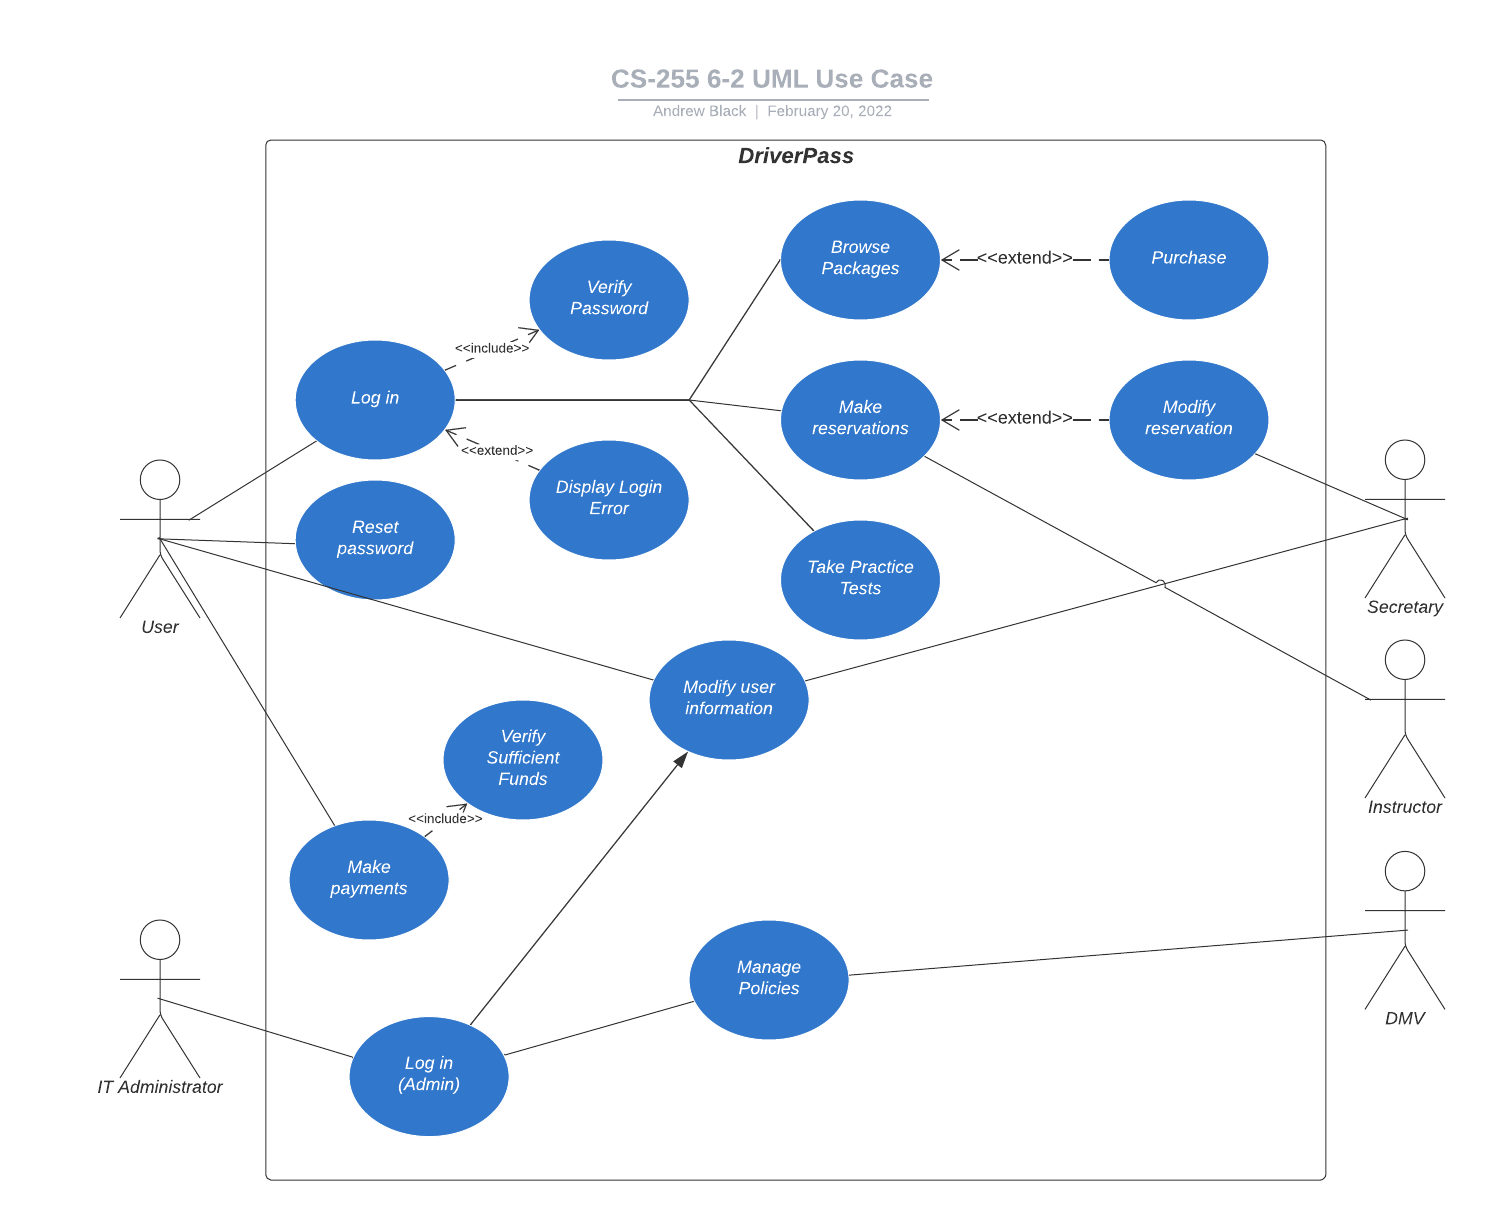 CS-255 6-2 UML Use Case
Andrew Black | February 20, 2022
DriverPass
Browse
Packages
<<extend>>
Purchase
Verify
Password
<<include>>
Log in
Make
reservations
<<extend>>
Modify
reservation
<<extend>>
Display Login
Error
Reset
password
Take Practice
Tests
User
Secretary
Modify user
information
Verify
Sufficient
Funds
<<include>>
Instructor
Make
payments
Manage
Policies
DMV
Log in
(Admin)
IT Administrator